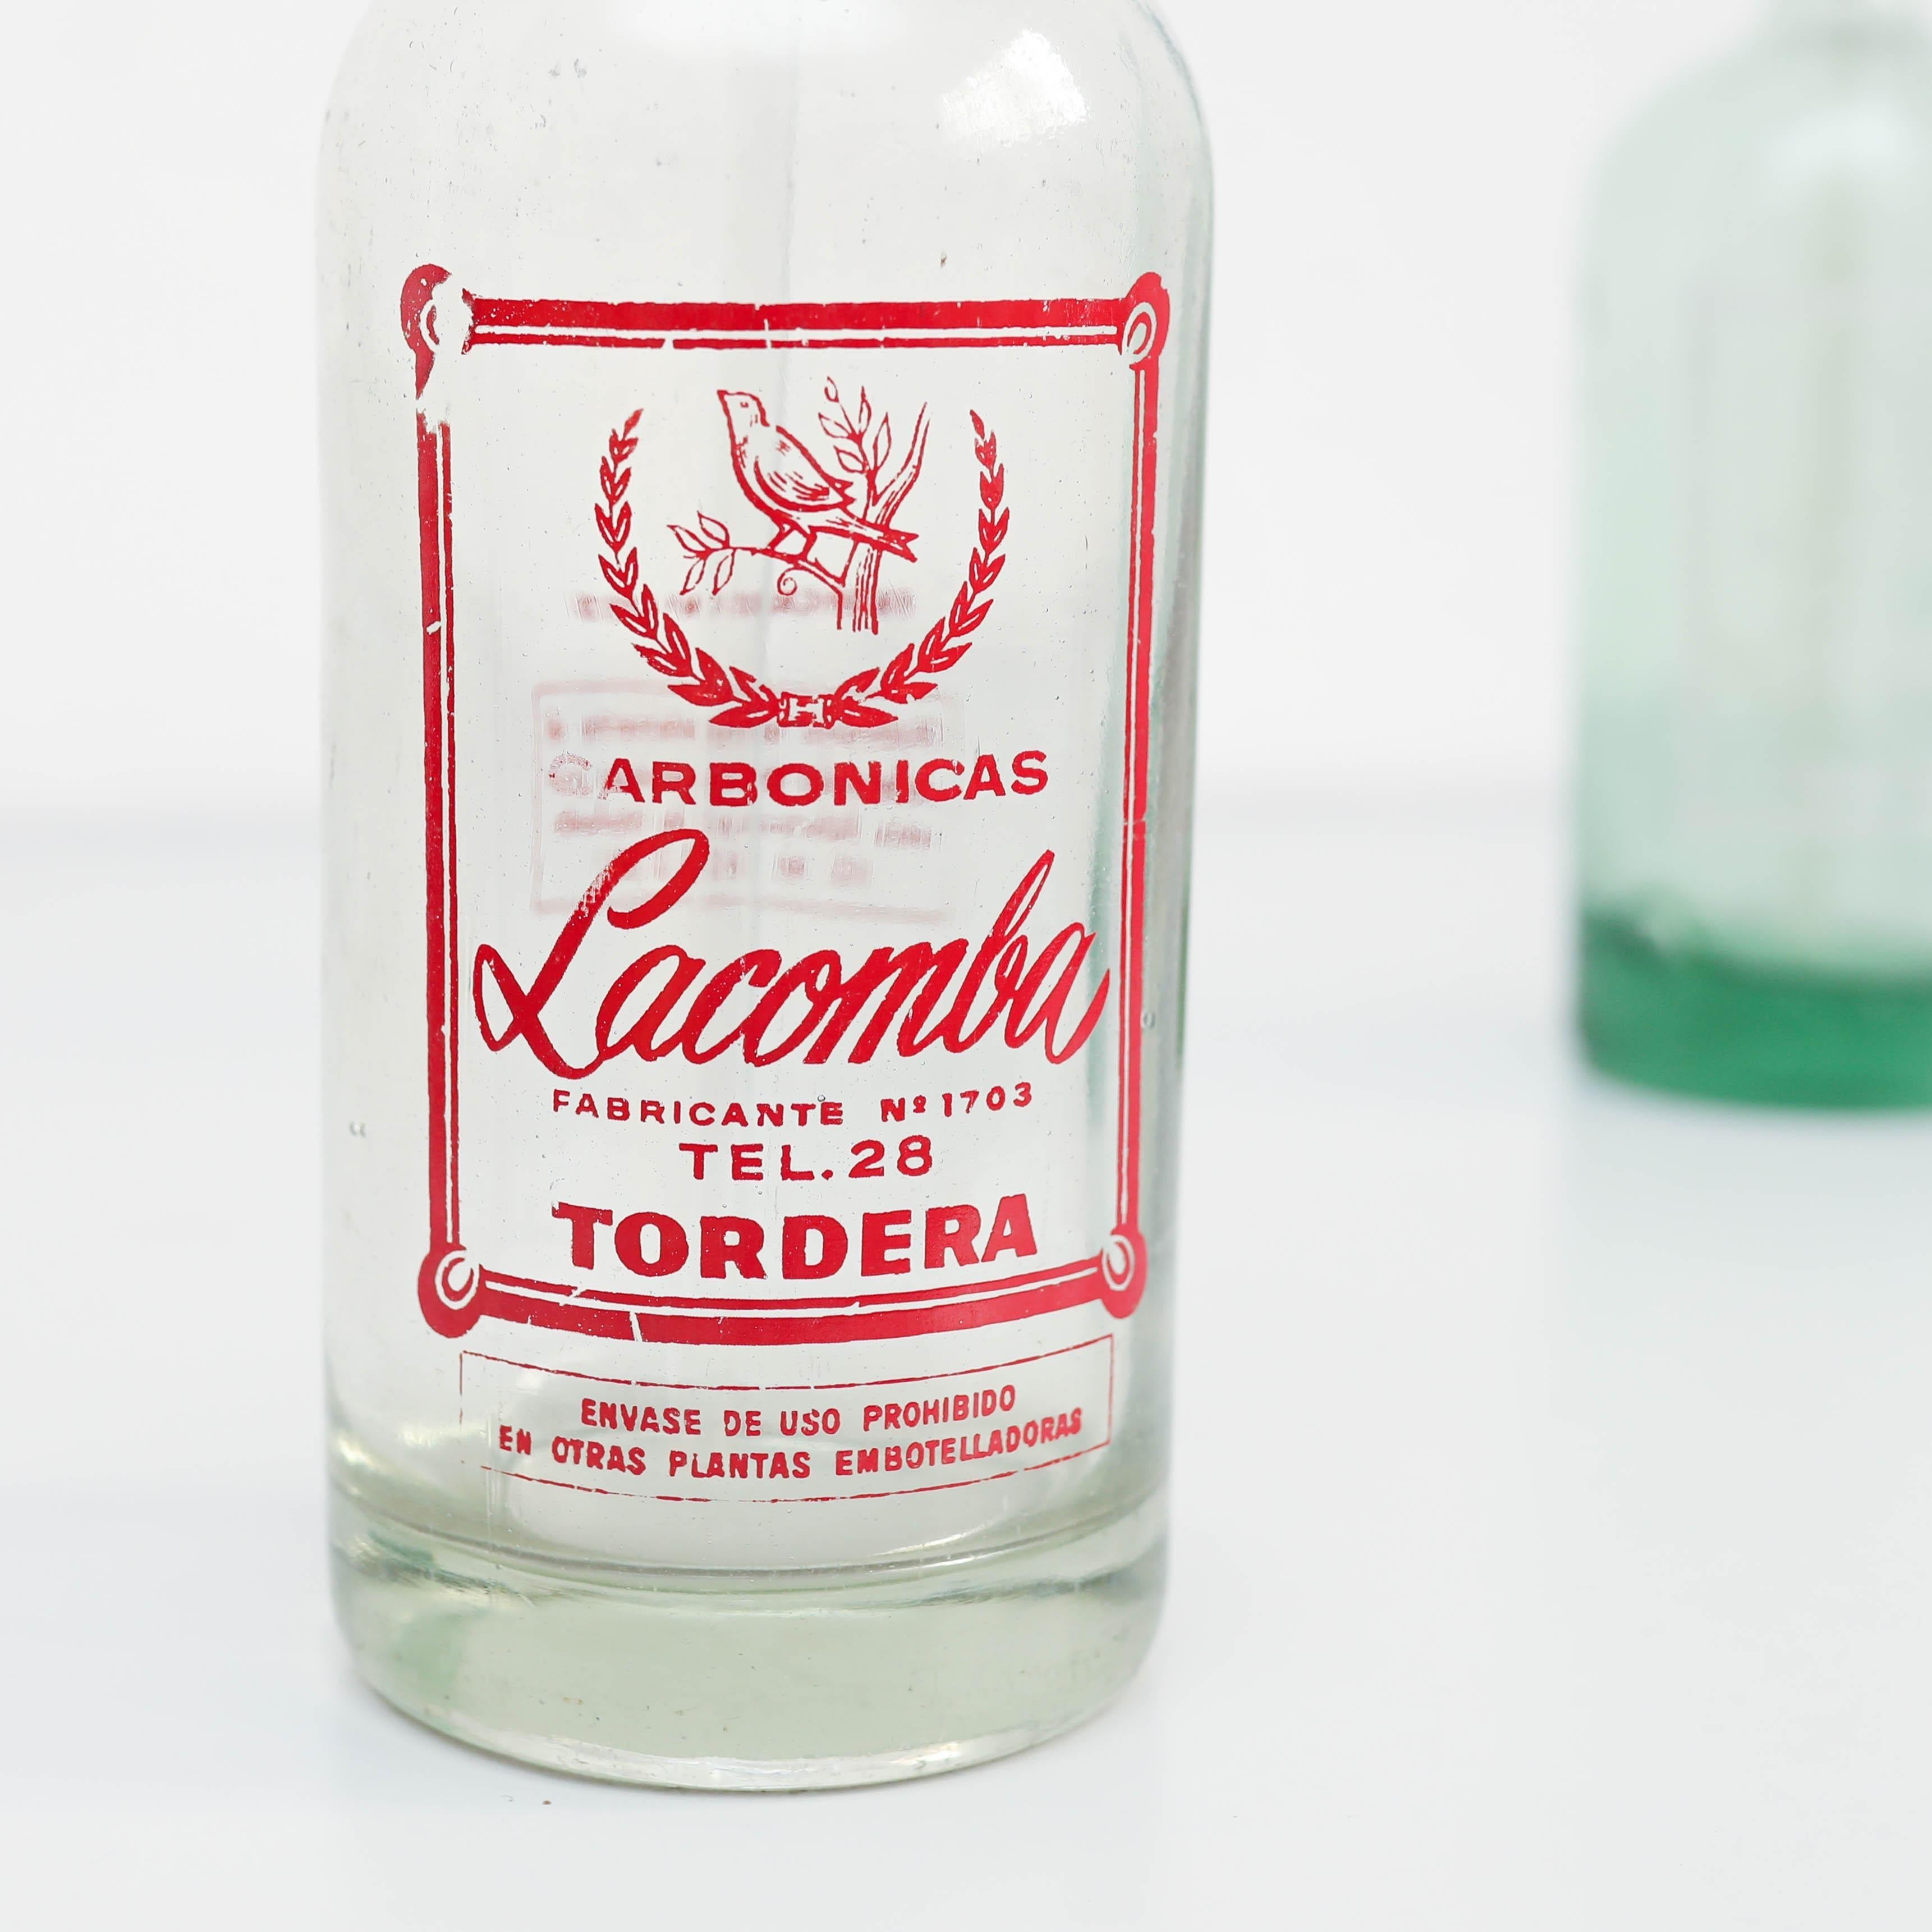 CARBONICAS
Lacomba
FABRICANTE Nº 1703
TEL. 28
TORDERA
ENVASE DE USO PROHIBIDO
EN OTRAS PLANTAS EMBOTELLADORAS